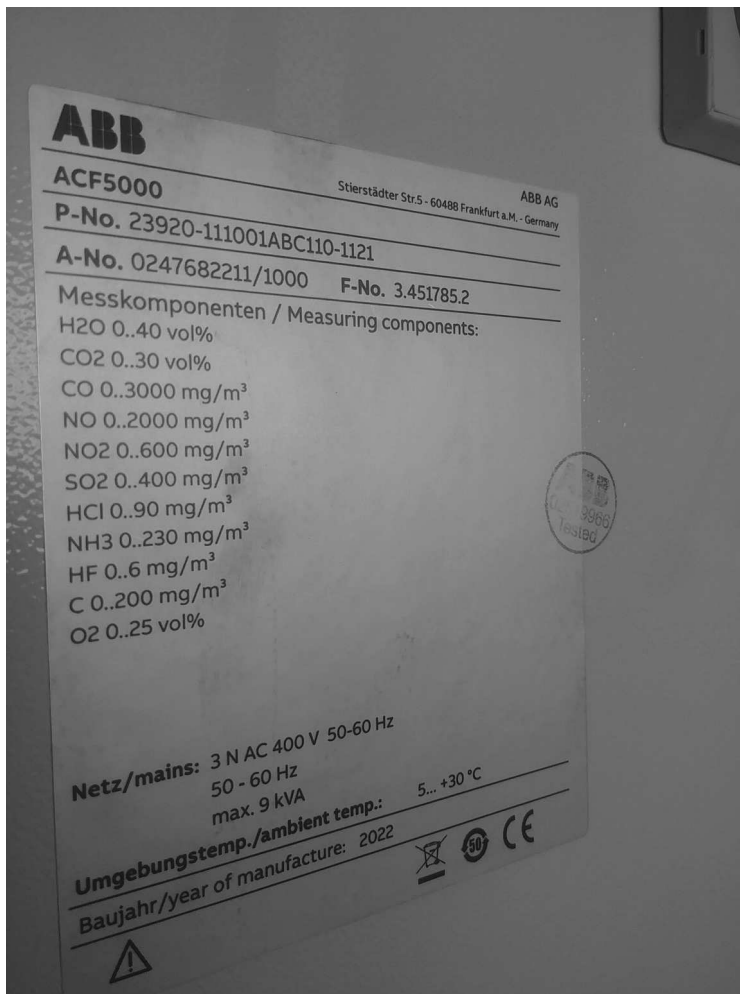 ABB
ABB AG
ACF5000
Stierstädter Str.5 - 60488 Frankfurt a.M. - Germany
P-No. 23920-111001ABC110-1121
A-No. 0247682211/1000 F-No. 3.451785.2
Messkomponenten / Measuring components:
H2O 0..40 vol%
CO2 0..30 vol%
CO 0..3000 mg/m³
NO 0..2000 mg/m³
NO2 0..600 mg/m³
SO2 0..400 mg/m³
HCl 0..90 mg/m³
NH3 0..230 mg/m³
HF 0..6 mg/m³
C 0..200 mg/m³
O2 0..25 vol%
ABB
Tested
Netz/mains: 3 N AC 400 V 50-60 Hz
50 - 60 Hz
max. 9 kVA
Umgebungstemp./ambient temp.: 5... +30 °C
Baujahr/year of manufacture: 2022
50
CE